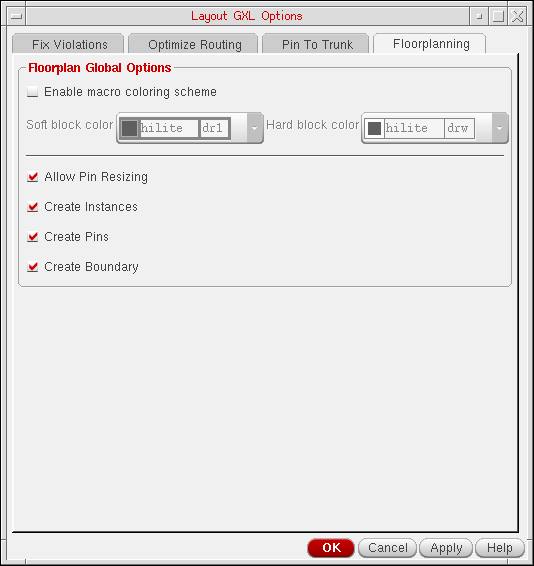 Layout GXL Options
Fix Violations Optimize Routing Pin To Trunk Floorplanning
Floorplan Global Options
Enable macro coloring scheme
Soft block color hilite dr1 Hard block color hilite drw
Allow Pin Resizing
Create Instances
Create Pins
Create Boundary
OK Cancel Apply Help